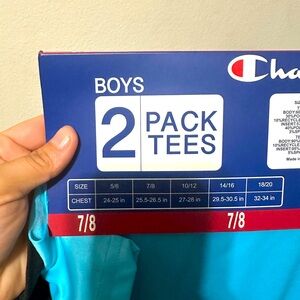 BOYS
2 PACK
TEES
Cha
SIZE 5/6 7/8 10/12 14/16 18/20
CHEST 24-25 in 25.5-26.5 in 27-28 in 29.5-30.5 in 32-34 in
7/8 7/8